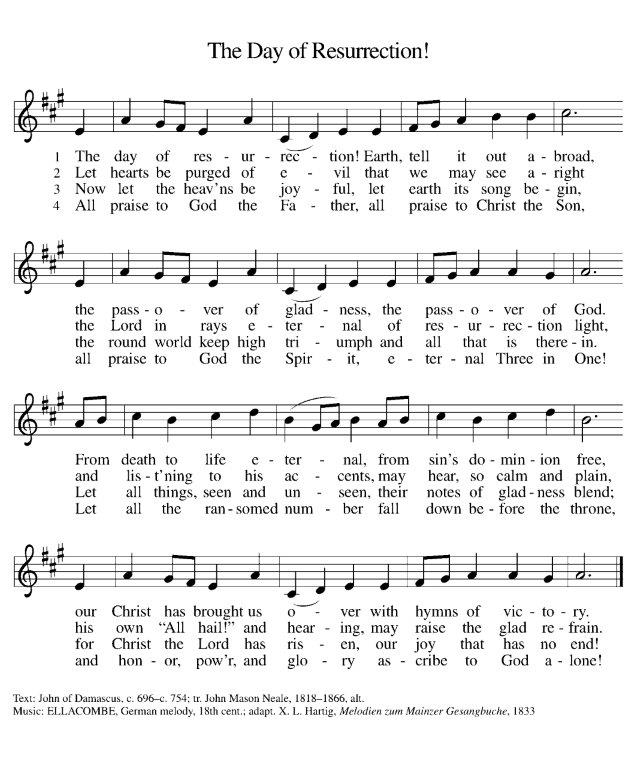 The Day of Resurrection!
1 The day of res - ur - rec - tion! Earth, tell it out a - broad,
2 Let hearts be purged of e - vil that we may see a - right
3 Now let the heav'ns be joy - ful, let earth its song be - gin,
4 All praise to God the Fa - ther, all praise to Christ the Son,
the pass - o - ver of glad - ness, the pass - o - ver of God.
the Lord in rays e - ter - nal of res - ur - rec - tion light,
the round world keep high tri - umph and all that is there - in.
all praise to God the Spir - it, e - ter - nal Three in One!
From death to life e - ter - nal, from sin's do - min - ion free,
and lis - t'ning to his ac - cents, may hear, so calm and plain,
Let all things, seen and un - seen, their notes of glad - ness blend;
Let all the ran - somed num - ber fall down be - fore the throne,
our Christ has brought us o - ver with hymns of vic - to - ry.
his own “All hail!” and hear - ing, may raise the glad re - frain.
for Christ the Lord has ris - en, our joy that has no end!
and hon - or, pow'r, and glo - ry as - cribe to God a - lone!
Text: John of Damascus, c. 696–c. 754; tr. John Mason Neale, 1818–1866, alt.
Music: ELLACOMBE, German melody, 18th cent.; adapt. X. L. Hartig, Melodien zum Mainzer Gesangbuche, 1833